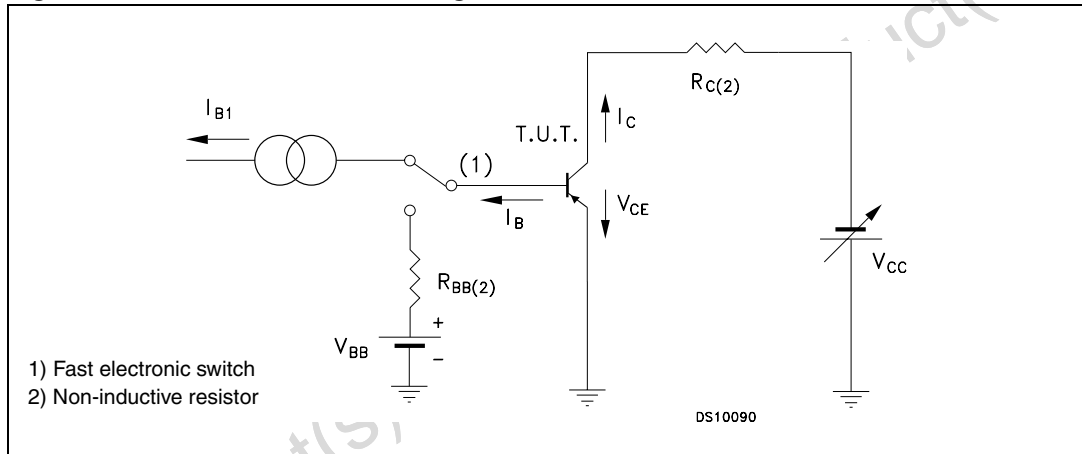 I_B1
T.U.T.
(1)
I_C
R_C(2)
I_B
V_CE
V_CC
R_BB(2)
V_BB
+
−
1) Fast electronic switch
2) Non-inductive resistor
DS10090